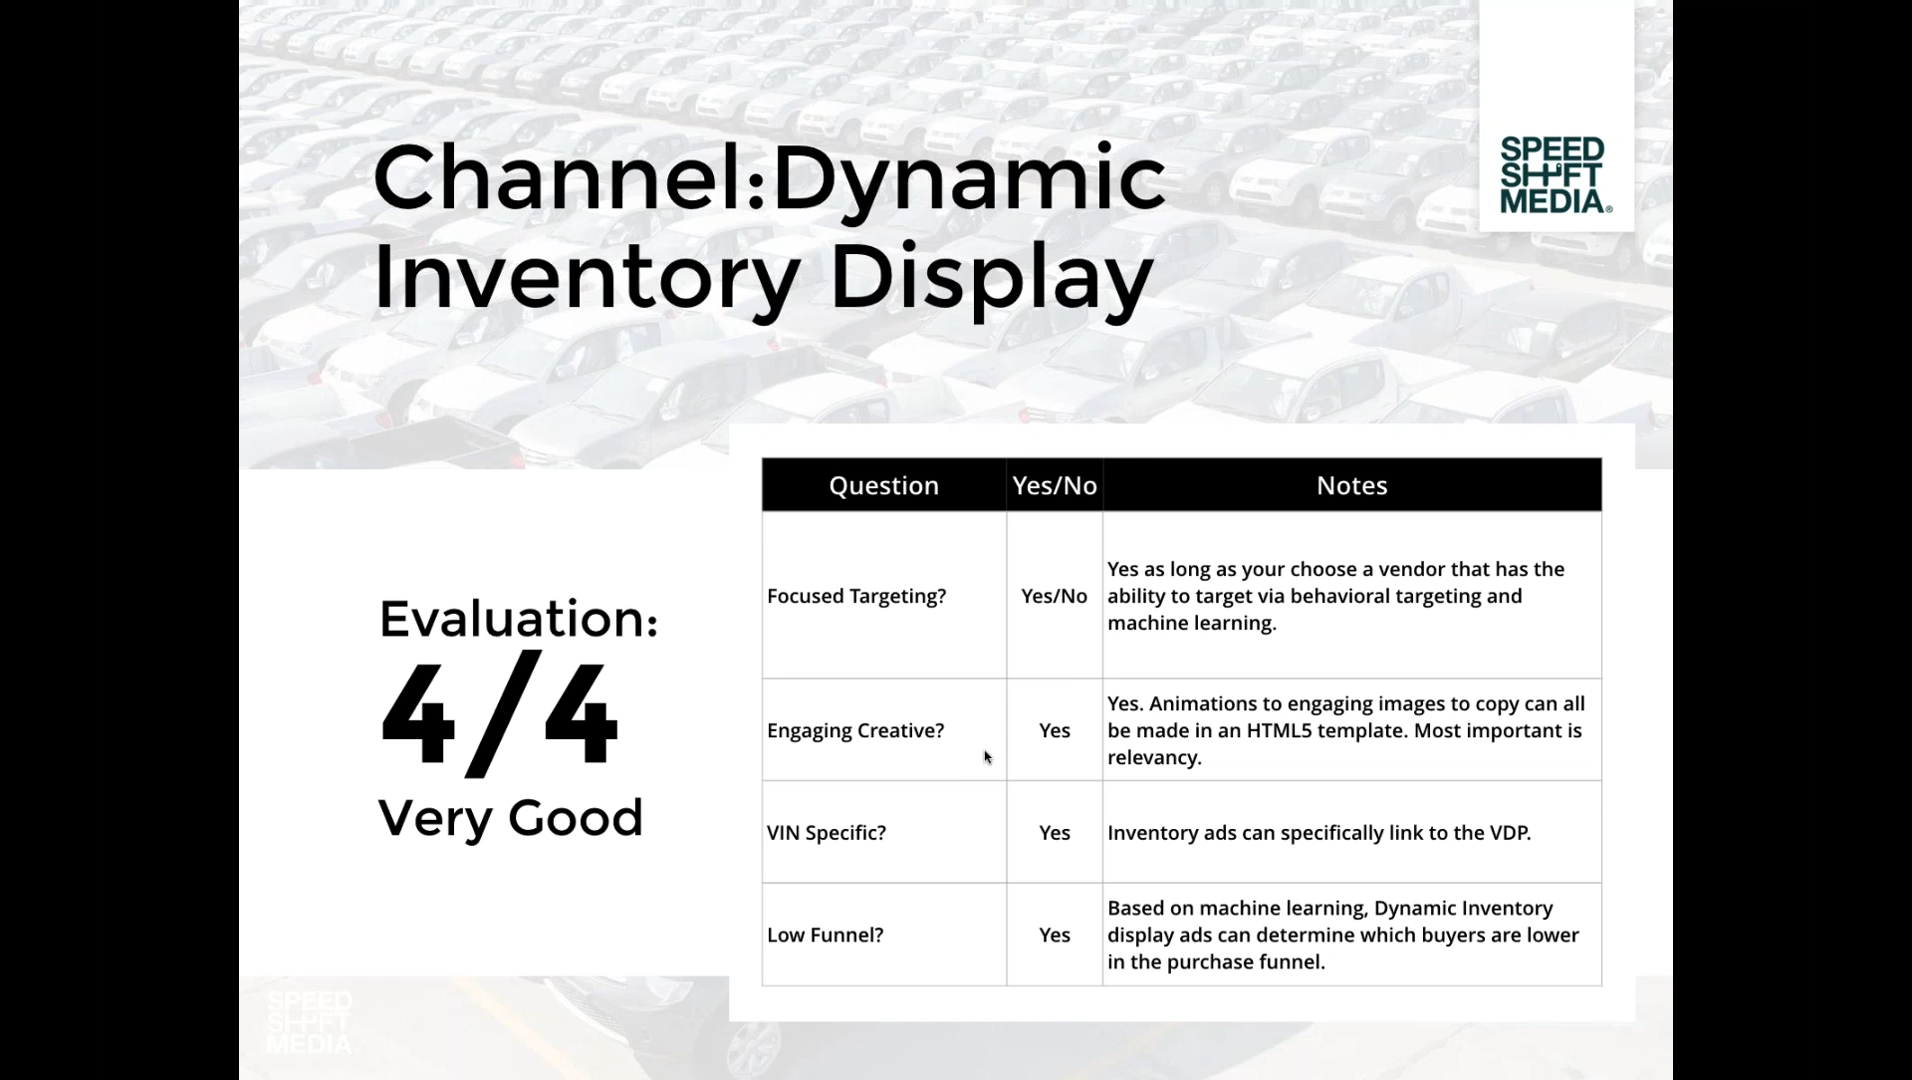 Channel:Dynamic
Inventory Display
SPEED
SHIFT
MEDIA®
Evaluation:
4/4
Very Good
Question Yes/No Notes
Focused Targeting? Yes/No Yes as long as your choose a vendor that has the
ability to target via behavioral targeting and
machine learning.
Engaging Creative? Yes Yes. Animations to engaging images to copy can all
be made in an HTML5 template. Most important is
relevancy.
VIN Specific? Yes Inventory ads can specifically link to the VDP.
Low Funnel? Yes Based on machine learning, Dynamic Inventory
display ads can determine which buyers are lower
in the purchase funnel.
SPEED
SHIFT
MEDIA